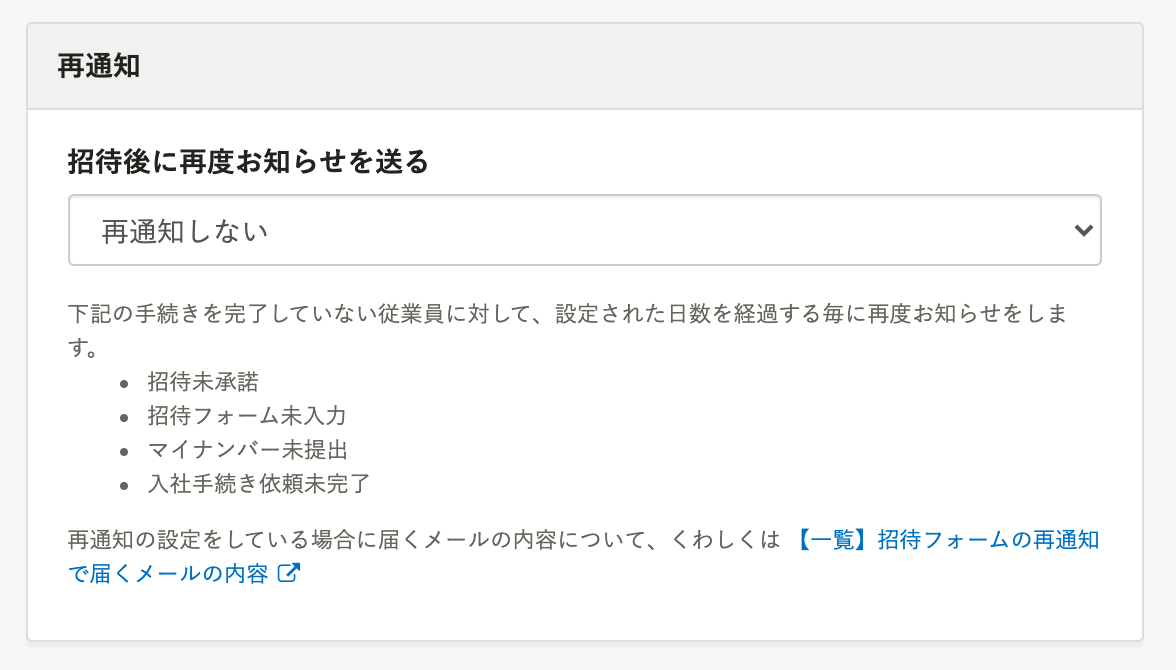 再通知
招待後に再度お知らせを送る
再通知しない
下記の手続きを完了していない従業員に対して、設定された日数を経過する毎に再度お知らせをしま
す。
• 招待未承諾
• 招待フォーム未入力
• マイナンバー未提出
• 入社手続き依頼未完了
再通知の設定をしている場合に届くメールの内容について、くわしくは 【一覧】招待フォームの再通知
で届くメールの内容